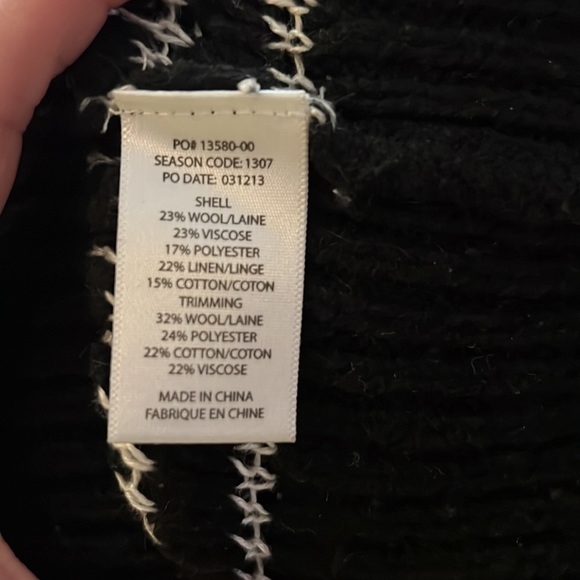 PO# 13580-00
SEASON CODE: 1307
PO DATE: 031213
SHELL
23% WOOL/LAINE
23% VISCOSE
17% POLYESTER
22% LINEN/LINGE
15% COTTON/COTON
TRIMMING
32% WOOL/LAINE
24% POLYESTER
22% COTTON/COTON
22% VISCOSE
MADE IN CHINA
FABRIQUE EN CHINE